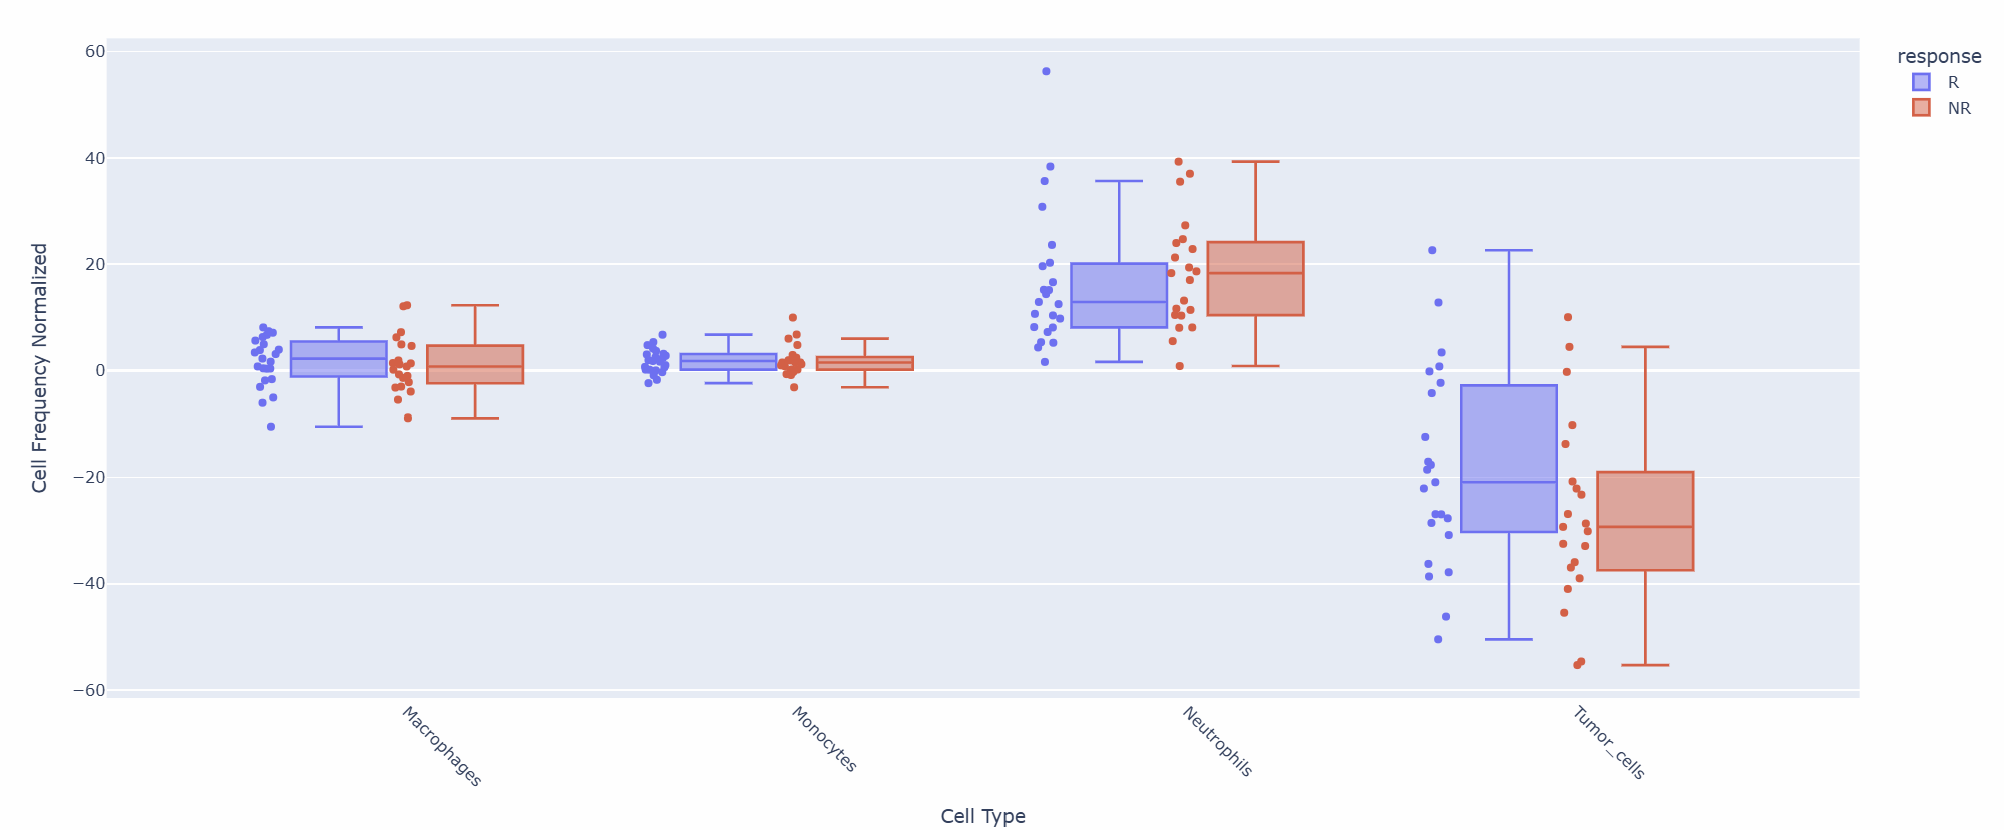 60
40
20
0
−20
−40
−60
Cell Frequency Normalized
Macrophages
Monocytes
Neutrophils
Tumor_cells
Cell Type
response
R
NR